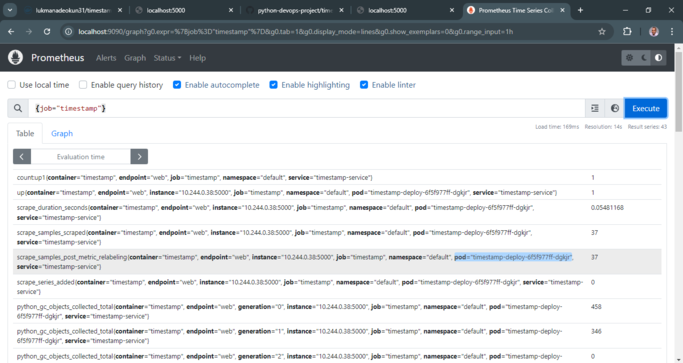 lukmanadeokun31/timestam
localhost:5000
python-devops-project/time
localhost:5000
Prometheus Time Series Coll
localhost:9090/graph?g0.expr=%7Bjob%3D"timestamp"%7D&g0.tab=1&g0.display_mode=lines&g0.show_exemplars=0&g0.range_input=1h
Prometheus Alerts Graph Status Help
Use local time Enable query history Enable autocomplete Enable highlighting Enable linter
{job="timestamp"} Execute
Table Graph Load time: 169ms Resolution: 14s Result series: 43
Evaluation time
count:up1{container="timestamp", endpoint="web", job="timestamp", namespace="default", service="timestamp-service"} 1
up{container="timestamp", endpoint="web", instance="10.244.0.38:5000", job="timestamp", namespace="default", pod="timestamp-deploy-6f5f977ff-dgkjr", service="timestamp-service"} 1
scrape_duration_seconds{container="timestamp", endpoint="web", instance="10.244.0.38:5000", job="timestamp", namespace="default", pod="timestamp-deploy-6f5f977ff-dgkjr", 0.05481168
service="timestamp-service"}
scrape_samples_scraped{container="timestamp", endpoint="web", instance="10.244.0.38:5000", job="timestamp", namespace="default", pod="timestamp-deploy-6f5f977ff-dgkjr", 37
service="timestamp-service"}
scrape_samples_post_metric_relabeling{container="timestamp", endpoint="web", instance="10.244.0.38:5000", job="timestamp", namespace="default", pod="timestamp-deploy-6f5f977ff-dgkjr", 37
service="timestamp-service"}
scrape_series_added{container="timestamp", endpoint="web", instance="10.244.0.38:5000", job="timestamp", namespace="default", pod="timestamp-deploy-6f5f977ff-dgkjr", service="timestamp- 0
service"}
python_gc_objects_collected_total{container="timestamp", endpoint="web", generation="0", instance="10.244.0.38:5000", job="timestamp", namespace="default", pod="timestamp-deploy- 458
6f5f977ff-dgkjr", service="timestamp-service"}
python_gc_objects_collected_total{container="timestamp", endpoint="web", generation="1", instance="10.244.0.38:5000", job="timestamp", namespace="default", pod="timestamp-deploy- 346
6f5f977ff-dgkjr", service="timestamp-service"}
python_gc_objects_collected_total{container="timestamp", endpoint="web", generation="2", instance="10.244.0.38:5000", job="timestamp", namespace="default", pod="timestamp-deploy- 0